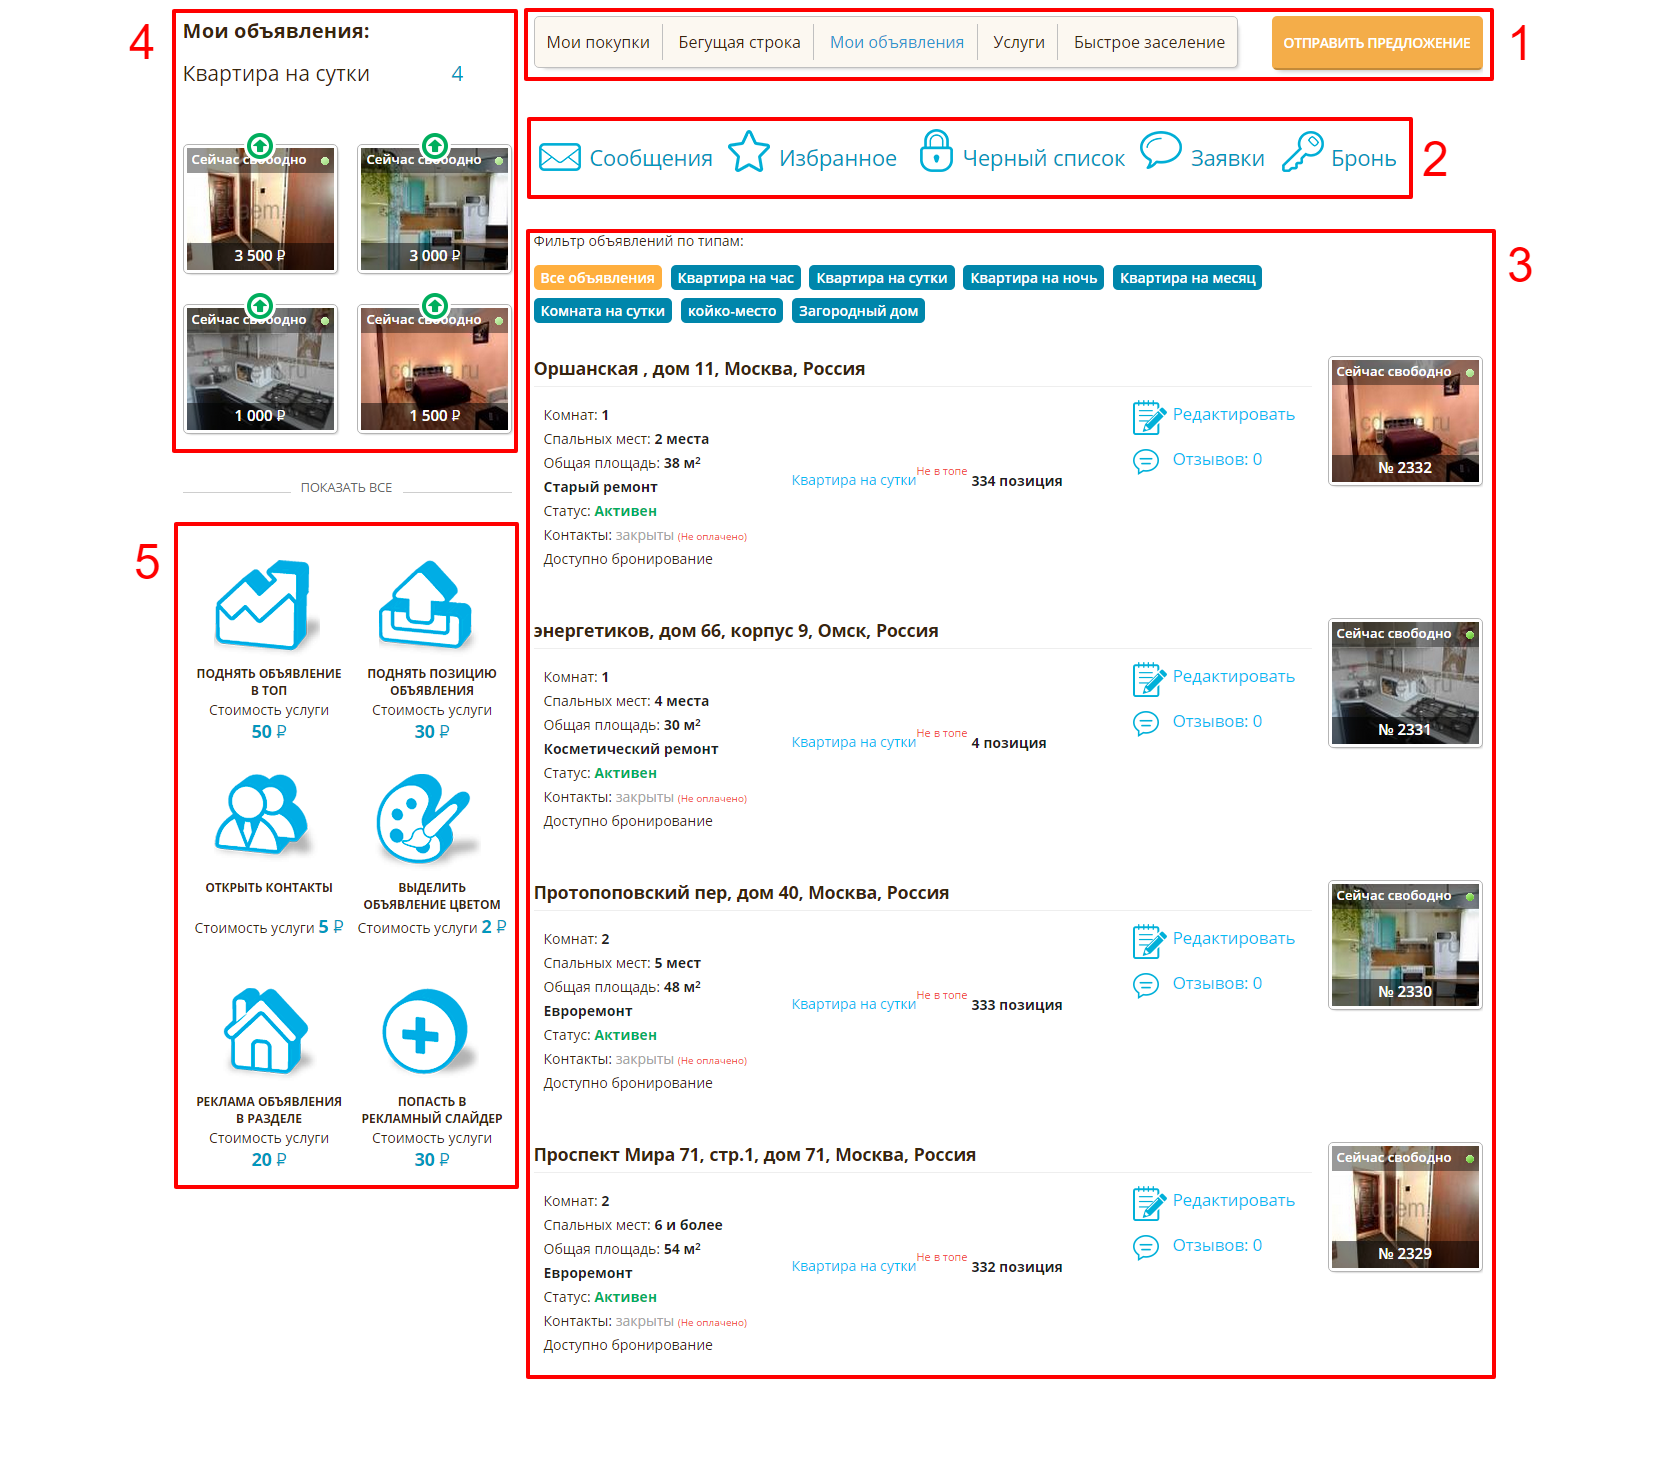 4
Мои объявления:
Квартира на сутки 4
Сейчас свободно
3 500 ₽
Сейчас свободно
3 000 ₽
Сейчас свободно
1 000 ₽
Сейчас свободно
cdaem.ru
1 500 ₽
ПОКАЗАТЬ ВСЕ
5
ПОДНЯТЬ ОБЪЯВЛЕНИЕ
В ТОП
Стоимость услуги
50 ₽
ПОДНЯТЬ ПОЗИЦИЮ
ОБЪЯВЛЕНИЯ
Стоимость услуги
30 ₽
ОТКРЫТЬ КОНТАКТЫ
Стоимость услуги 5 ₽
ВЫДЕЛИТЬ
ОБЪЯВЛЕНИЕ ЦВЕТОМ
Стоимость услуги 2 ₽
РЕКЛАМА ОБЪЯВЛЕНИЯ
В РАЗДЕЛЕ
Стоимость услуги
20 ₽
ПОПАСТЬ В
РЕКЛАМНЫЙ СЛАЙДЕР
Стоимость услуги
30 ₽
Мои покупки Бегущая строка Мои объявления Услуги Быстрое заселение
ОТПРАВИТЬ ПРЕДЛОЖЕНИЕ
1
Сообщения Избранное Черный список Заявки Бронь
2
Фильтр объявлений по типам:
3
Все объявления Квартира на час Квартира на сутки Квартира на ночь Квартира на месяц
Комната на сутки койко-место Загородный дом
Оршанская , дом 11, Москва, Россия
Комнат: 1
Спальных мест: 2 места
Общая площадь: 38 м²
Старый ремонт
Статус: Активен
Контакты: закрыты (Не оплачено)
Доступно бронирование
Квартира на сутки Не в топе 334 позиция
Редактировать
Отзывов: 0
Сейчас свободно
№ 2332
энергетиков, дом 66, корпус 9, Омск, Россия
Комнат: 1
Спальных мест: 4 места
Общая площадь: 30 м²
Косметический ремонт
Статус: Активен
Контакты: закрыты (Не оплачено)
Доступно бронирование
Квартира на сутки Не в топе 4 позиция
Редактировать
Отзывов: 0
Сейчас свободно
№ 2331
Протопоповский пер, дом 40, Москва, Россия
Комнат: 2
Спальных мест: 5 мест
Общая площадь: 48 м²
Евроремонт
Статус: Активен
Контакты: закрыты (Не оплачено)
Доступно бронирование
Квартира на сутки Не в топе 333 позиция
Редактировать
Отзывов: 0
Сейчас свободно
№ 2330
Проспект Мира 71, стр.1, дом 71, Москва, Россия
Комнат: 2
Спальных мест: 6 и более
Общая площадь: 54 м²
Евроремонт
Статус: Активен
Контакты: закрыты (Не оплачено)
Доступно бронирование
Квартира на сутки Не в топе 332 позиция
Редактировать
Отзывов: 0
Сейчас свободно
№ 2329